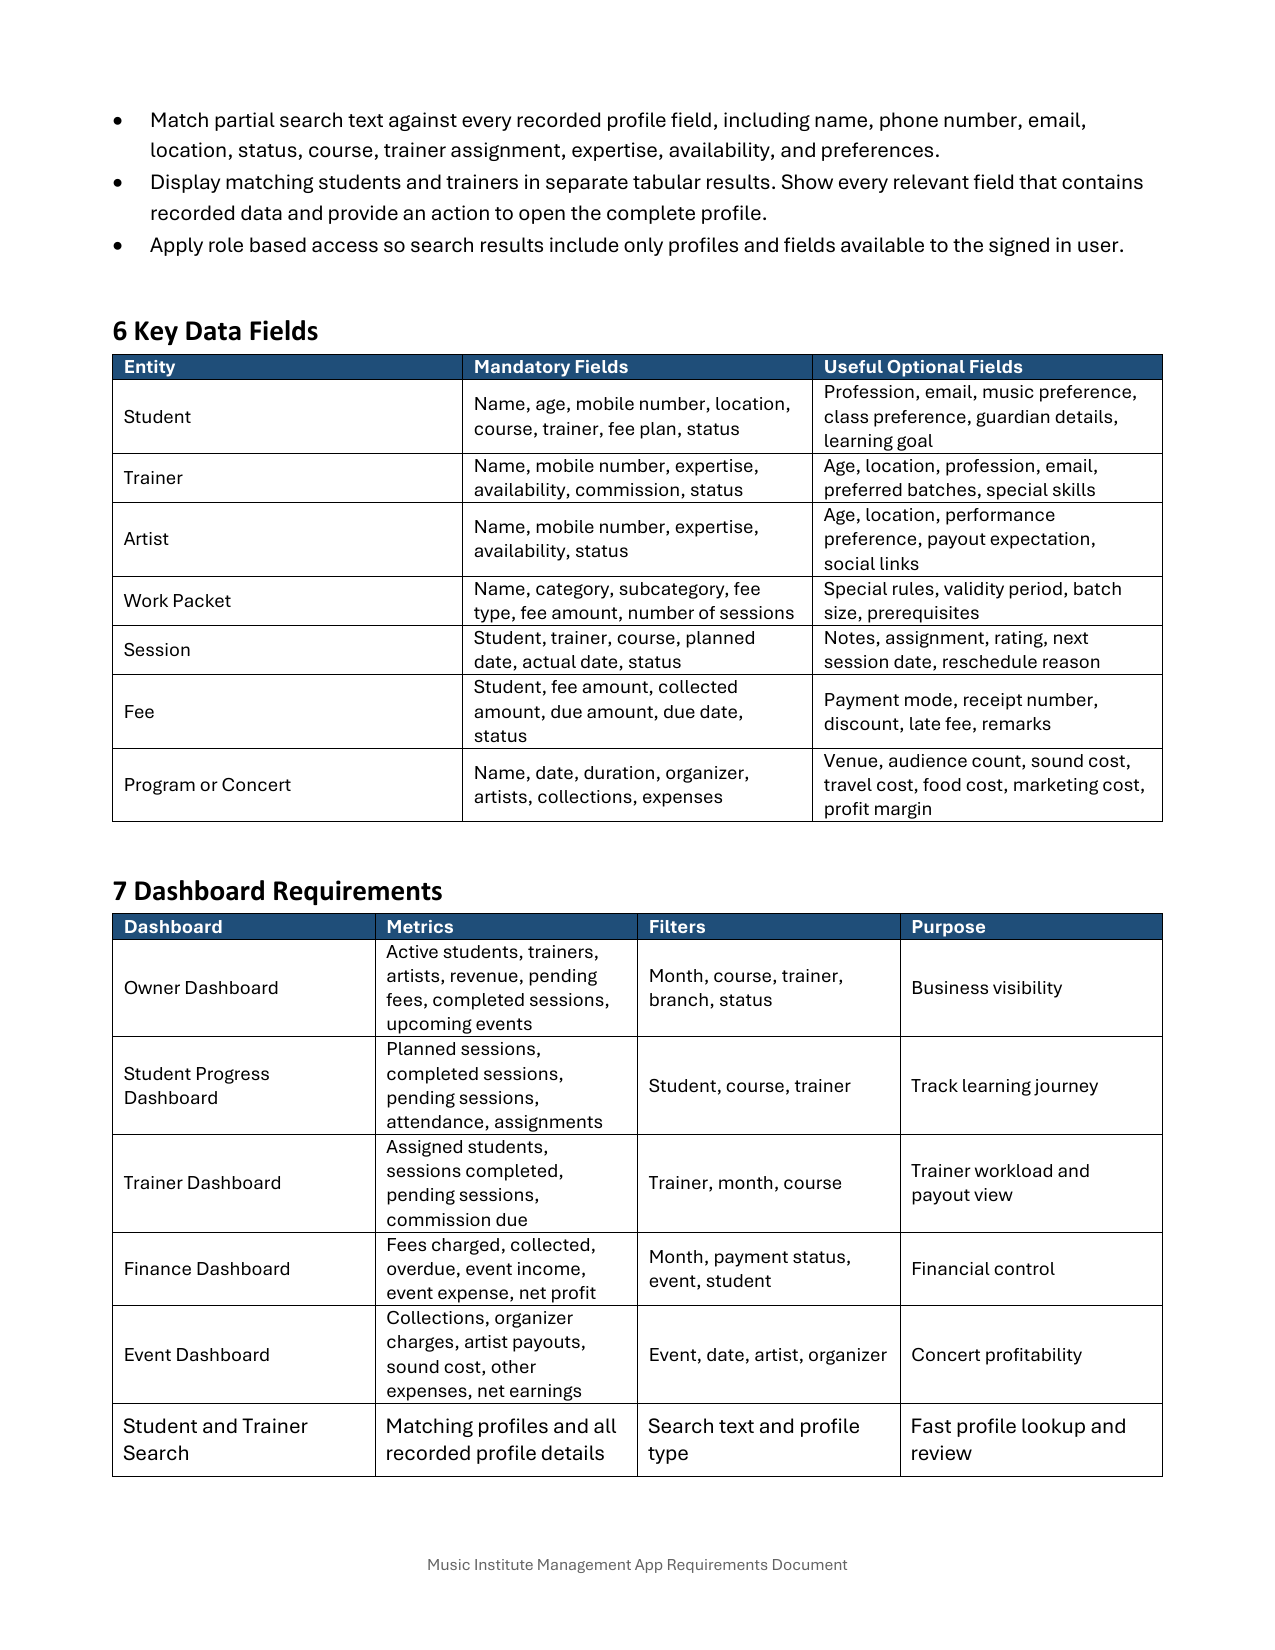 • Match partial search text against every recorded profile field, including name, phone number, email,
location, status, course, trainer assignment, expertise, availability, and preferences.
• Display matching students and trainers in separate tabular results. Show every relevant field that contains
recorded data and provide an action to open the complete profile.
• Apply role based access so search results include only profiles and fields available to the signed in user.
6 Key Data Fields
Entity
Mandatory Fields
Useful Optional Fields
Student
Name, age, mobile number, location,
course, trainer, fee plan, status
Profession, email, music preference,
class preference, guardian details,
learning goal
Trainer
Name, mobile number, expertise,
availability, commission, status
Age, location, profession, email,
preferred batches, special skills
Artist
Name, mobile number, expertise,
availability, status
Age, location, performance
preference, payout expectation,
social links
Work Packet
Name, category, subcategory, fee
type, fee amount, number of sessions
Special rules, validity period, batch
size, prerequisites
Session
Student, trainer, course, planned
date, actual date, status
Notes, assignment, rating, next
session date, reschedule reason
Fee
Student, fee amount, collected
amount, due amount, due date,
status
Payment mode, receipt number,
discount, late fee, remarks
Program or Concert
Name, date, duration, organizer,
artists, collections, expenses
Venue, audience count, sound cost,
travel cost, food cost, marketing cost,
profit margin
7 Dashboard Requirements
Dashboard
Metrics
Filters
Purpose
Owner Dashboard
Active students, trainers,
artists, revenue, pending
fees, completed sessions,
upcoming events
Month, course, trainer,
branch, status
Business visibility
Student Progress
Dashboard
Planned sessions,
completed sessions,
pending sessions,
attendance, assignments
Student, course, trainer
Track learning journey
Trainer Dashboard
Assigned students,
sessions completed,
pending sessions,
commission due
Trainer, month, course
Trainer workload and
payout view
Finance Dashboard
Fees charged, collected,
overdue, event income,
event expense, net profit
Month, payment status,
event, student
Financial control
Event Dashboard
Collections, organizer
charges, artist payouts,
sound cost, other
expenses, net earnings
Event, date, artist, organizer
Concert profitability
Student and Trainer
Search
Matching profiles and all
recorded profile details
Search text and profile
type
Fast profile lookup and
review
Music Institute Management App Requirements Document